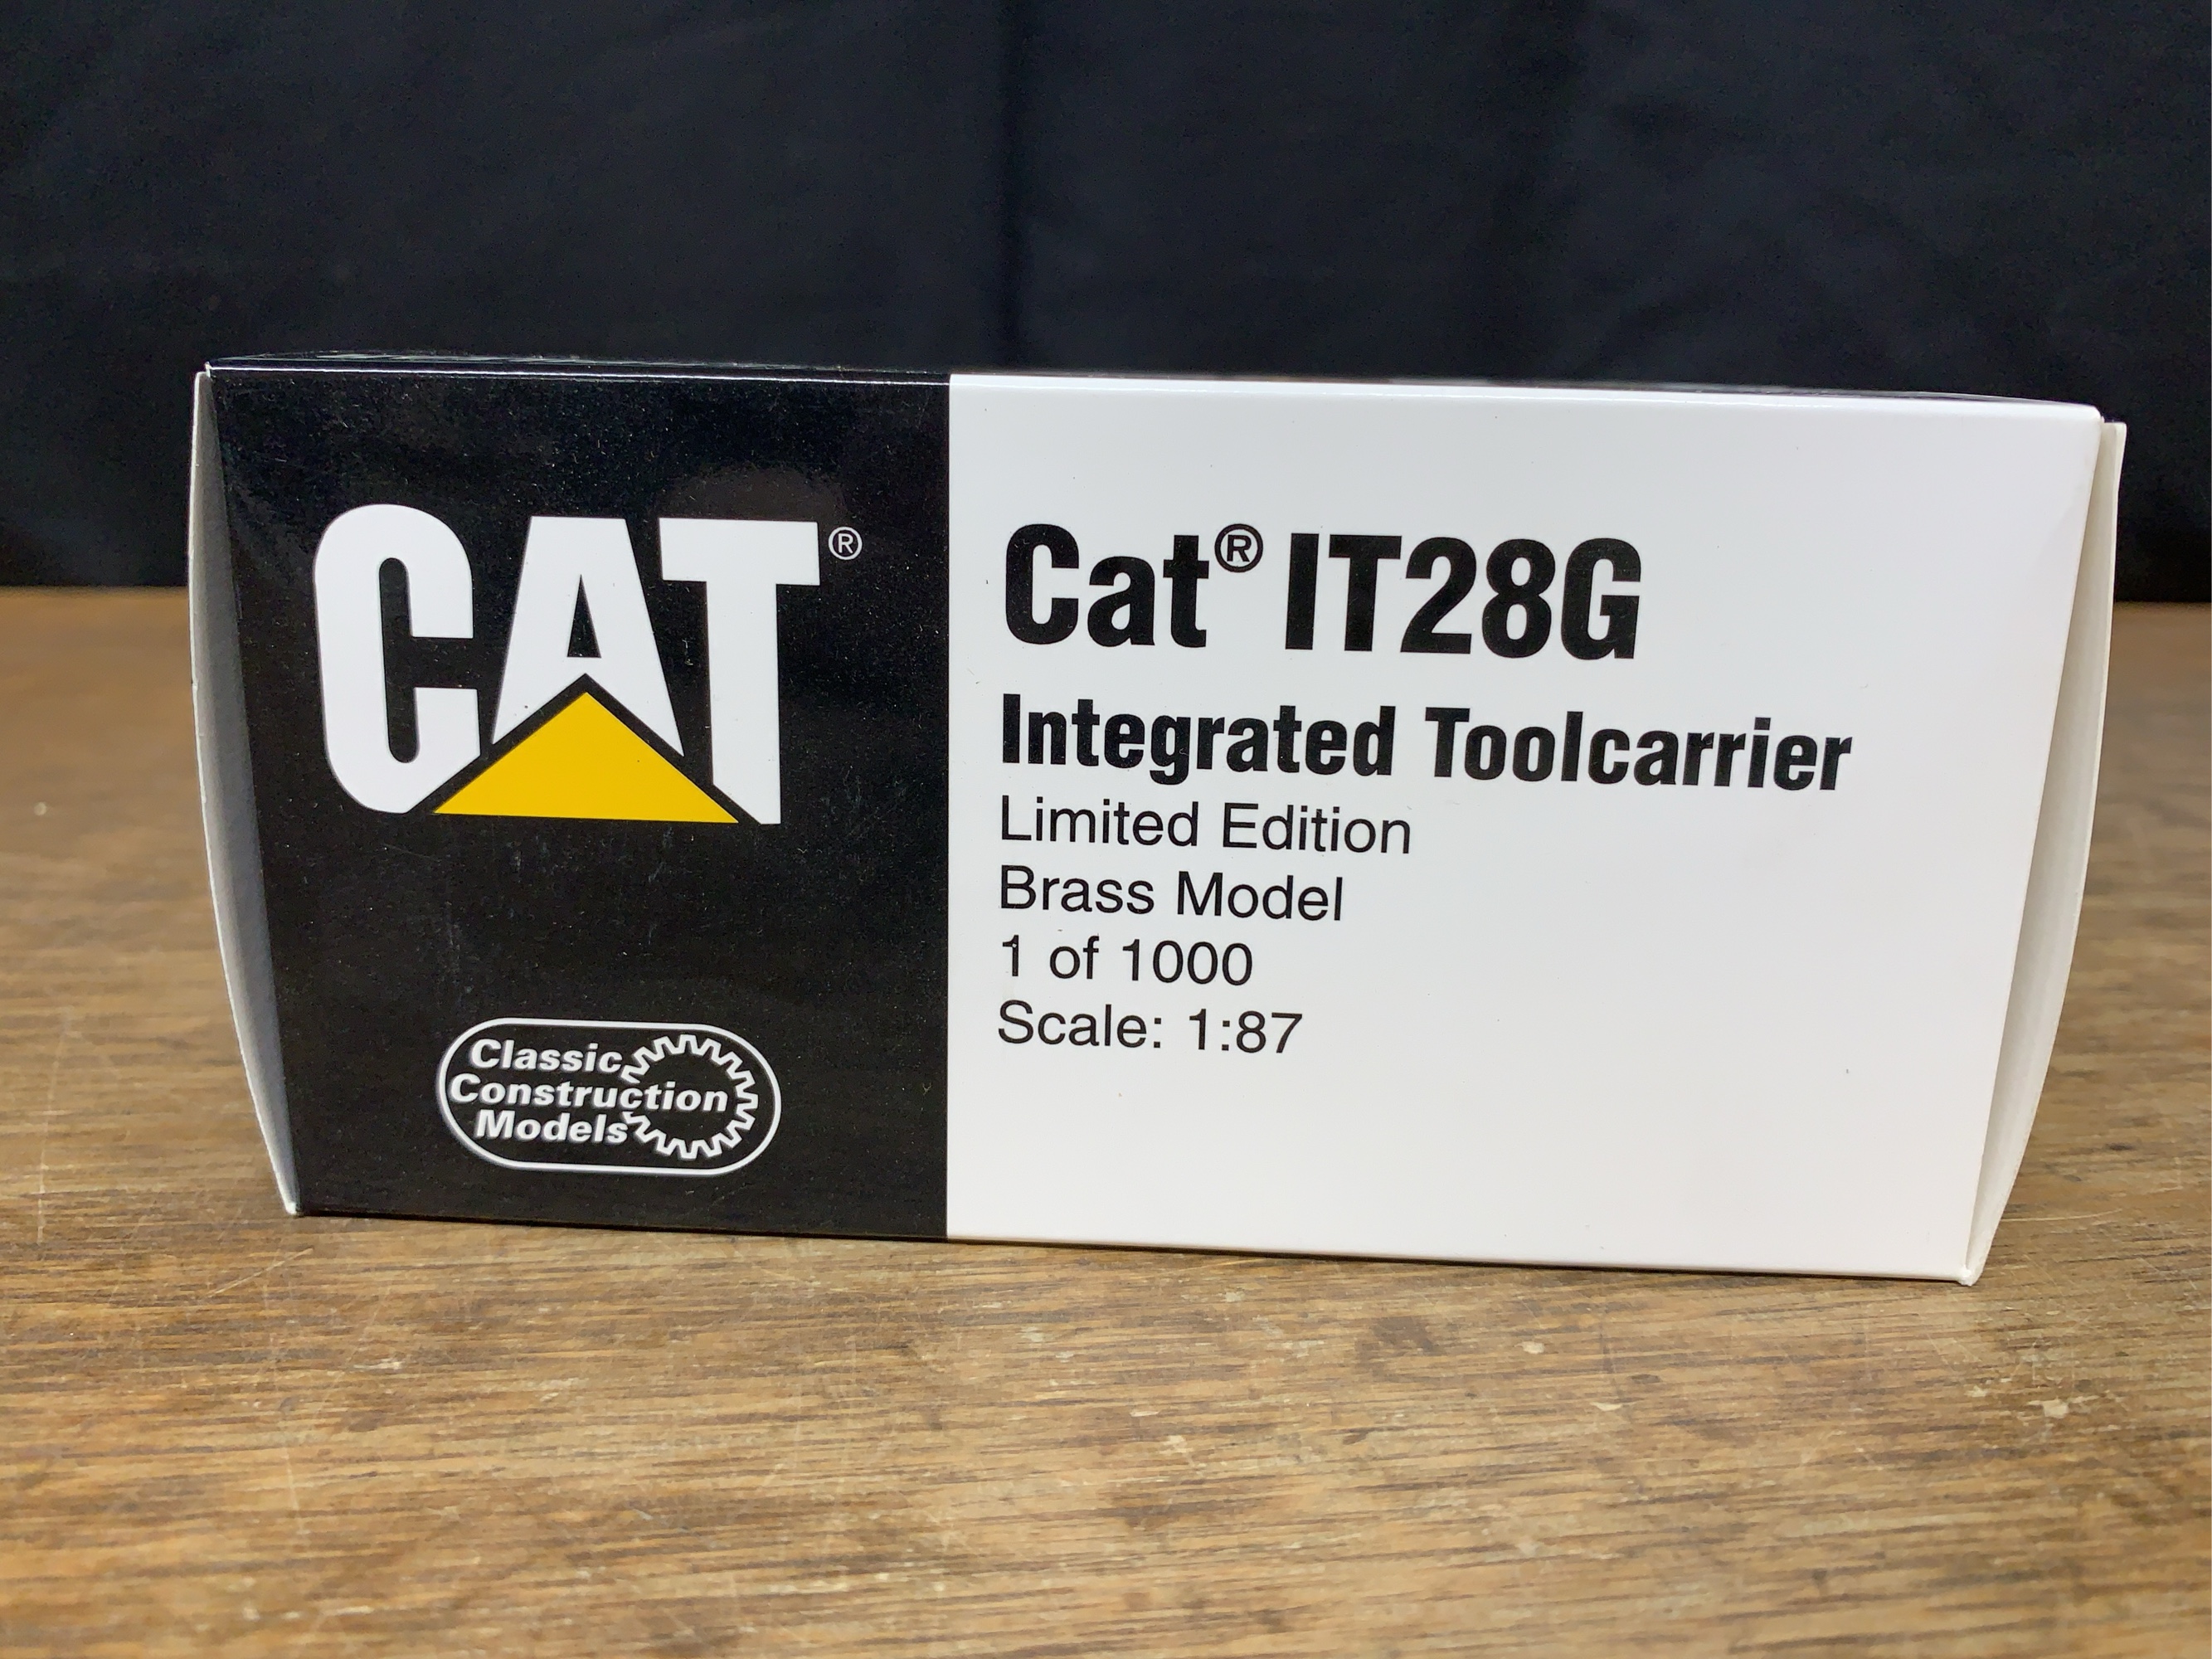 CAT®
Classic
Construction
Models
Cat® IT28G
Integrated Toolcarrier
Limited Edition
Brass Model
1 of 1000
Scale: 1:87